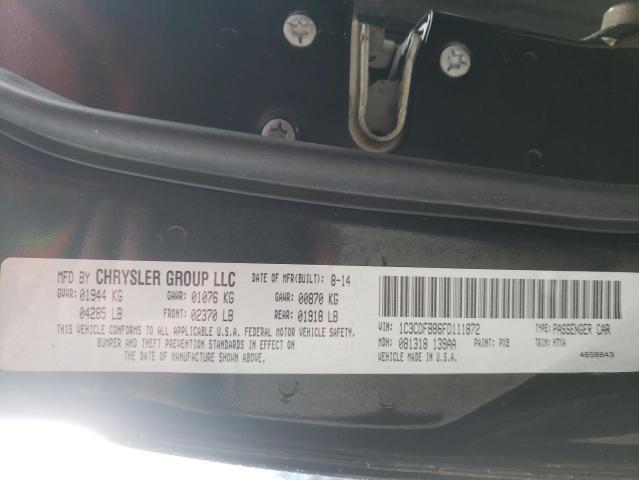 MFD BY CHRYSLER GROUP LLC DATE OF MFR(BUILT): 8-14
GVWR: 01944 KG GAWR: 01076 KG GAWR: 00870 KG
04285 LB FRONT: 02370 LB REAR: 01918 LB
THIS VEHICLE CONFORMS TO ALL APPLICABLE U.S.A. FEDERAL MOTOR VEHICLE SAFETY,
BUMPER AND THEFT PREVENTION STANDARDS IN EFFECT ON THE DATE OF
MANUFACTURE SHOWN ABOVE.
VIN: 1C3CDFBB6FD111872 TYPE: PASSENGER CAR
MDH: 081318 139AA PAINT: PX8 TRIM: H7XA
VEHICLE MADE IN U.S.A. 4658843